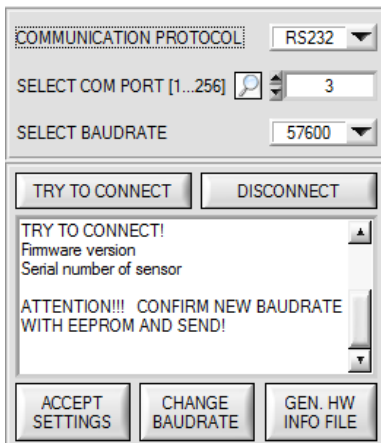 COMMUNICATION PROTOCOL RS232
SELECT COM PORT [1...256] 3
SELECT BAUDRATE 57600
TRY TO CONNECT DISCONNECT
TRY TO CONNECT!
Firmware version
Serial number of sensor
ATTENTION!!! CONFIRM NEW BAUDRATE
WITH EEPROM AND SEND!
ACCEPT SETTINGS CHANGE BAUDRATE GEN. HW INFO FILE